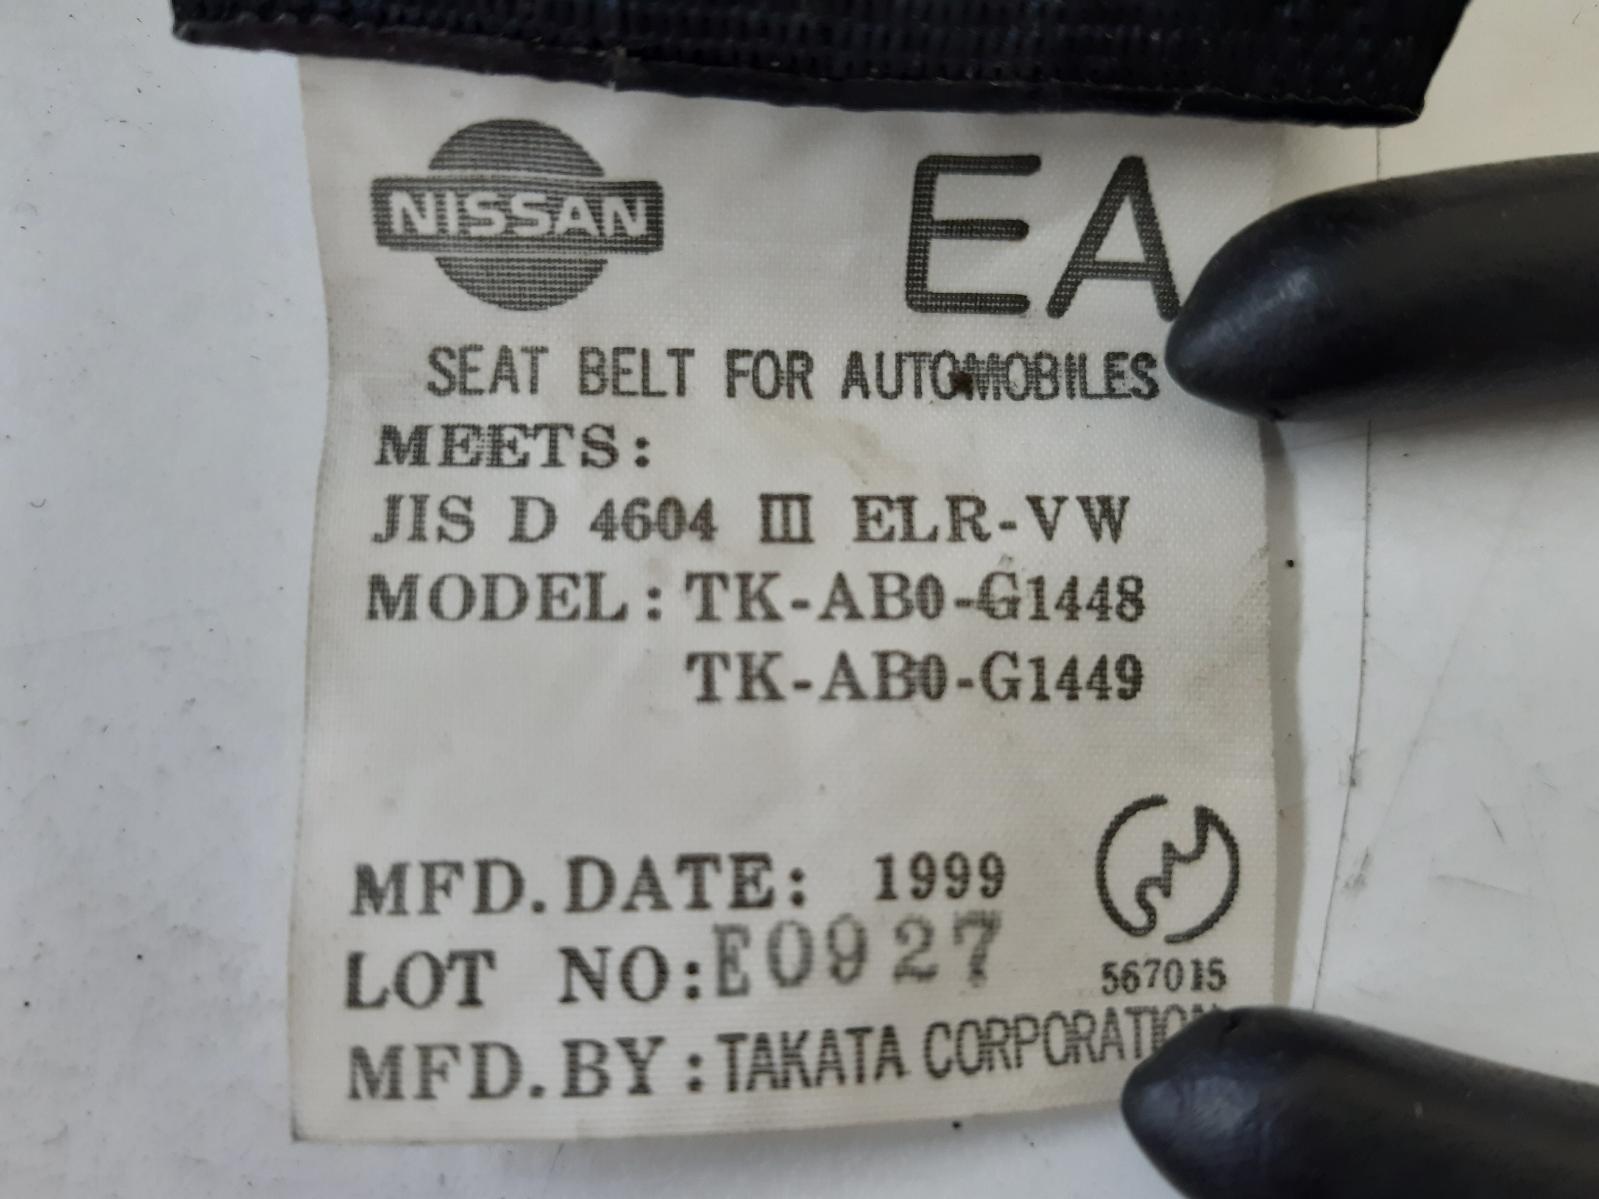 NISSAN EA
SEAT BELT FOR AUTOMOBILES
MEETS:
JIS D 4604 III ELR-VW
MODEL: TK-AB0-G1448
TK-AB0-G1449
MFD.DATE: 1999
LOT NO:E0927
567015
MFD.BY:TAKATA CORPORATION